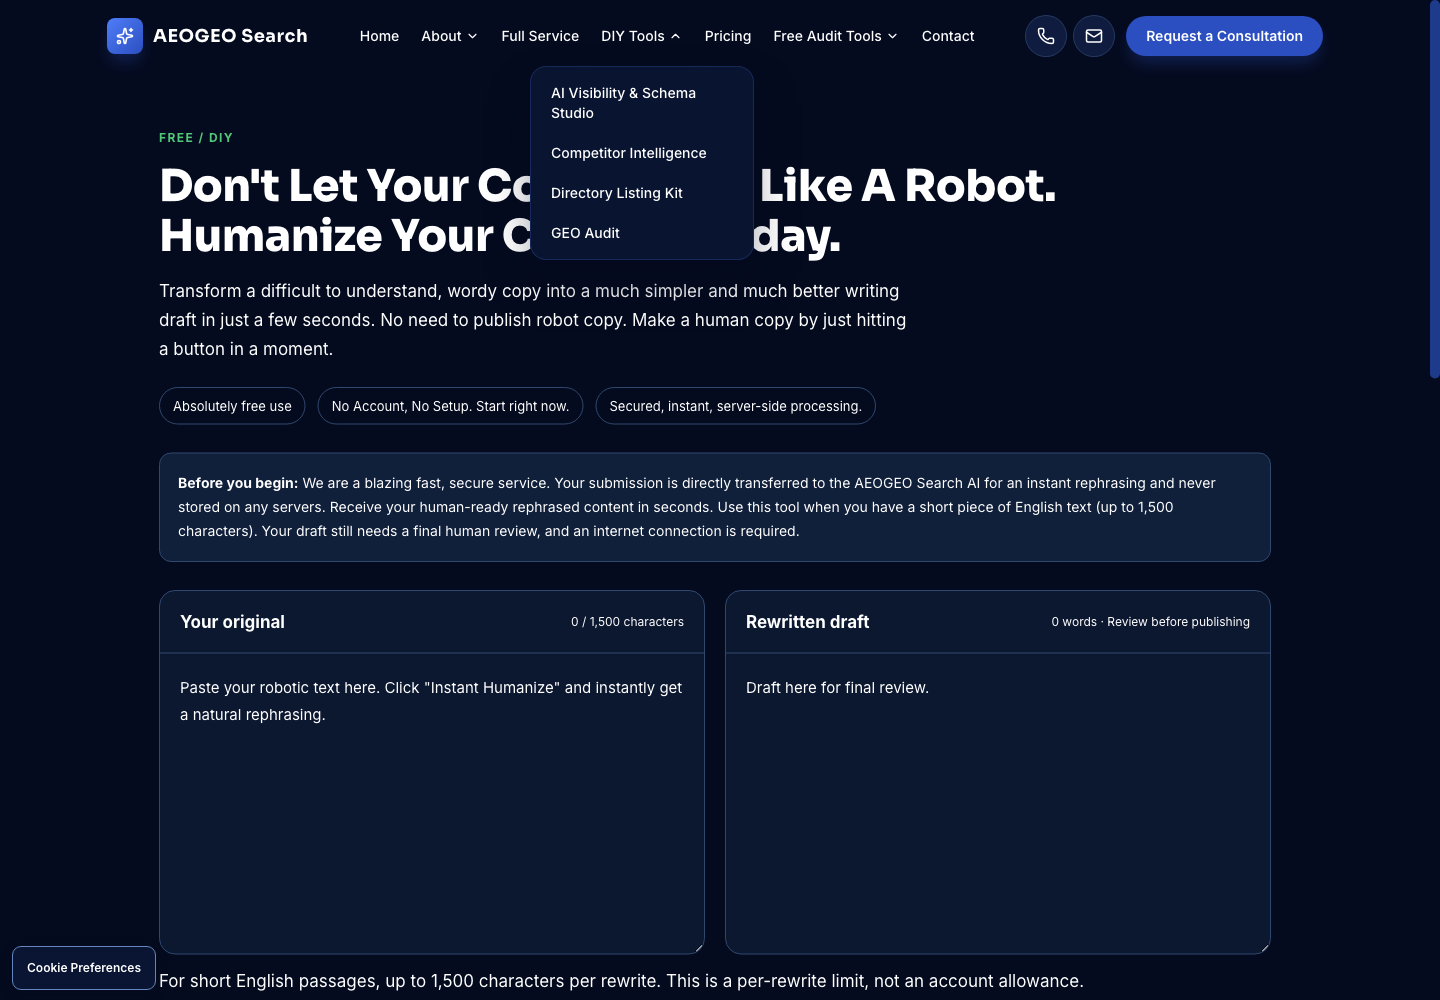 AEOGEO Search
Home About Full Service DIY Tools Pricing Free Audit Tools Contact
Request a Consultation
AI Visibility & Schema
Studio
Competitor Intelligence
Directory Listing Kit
GEO Audit
FREE / DIY
Don't Let Your Like A Robot.
Humanize Your
Transform a difficult to understand, wordy copy into a much simpler and much better writing
draft in just a few seconds. No need to publish robot copy. Make a human copy by just hitting
a button in a moment.
Absolutely free use
No Account, No Setup. Start right now.
Secured, instant, server-side processing.
Before you begin: We are a blazing fast, secure service. Your submission is directly transferred to the AEOGEO Search AI for an instant rephrasing and never
stored on any servers. Receive your human-ready rephrased content in seconds. Use this tool when you have a short piece of English text (up to 1,500
characters). Your draft still needs a final human review, and an internet connection is required.
Your original
0 / 1,500 characters
Paste your robotic text here. Click "Instant Humanize" and instantly get
a natural rephrasing.
Rewritten draft
0 words · Review before publishing
Draft here for final review.
Cookie Preferences
For short English passages, up to 1,500 characters per rewrite. This is a per-rewrite limit, not an account allowance.